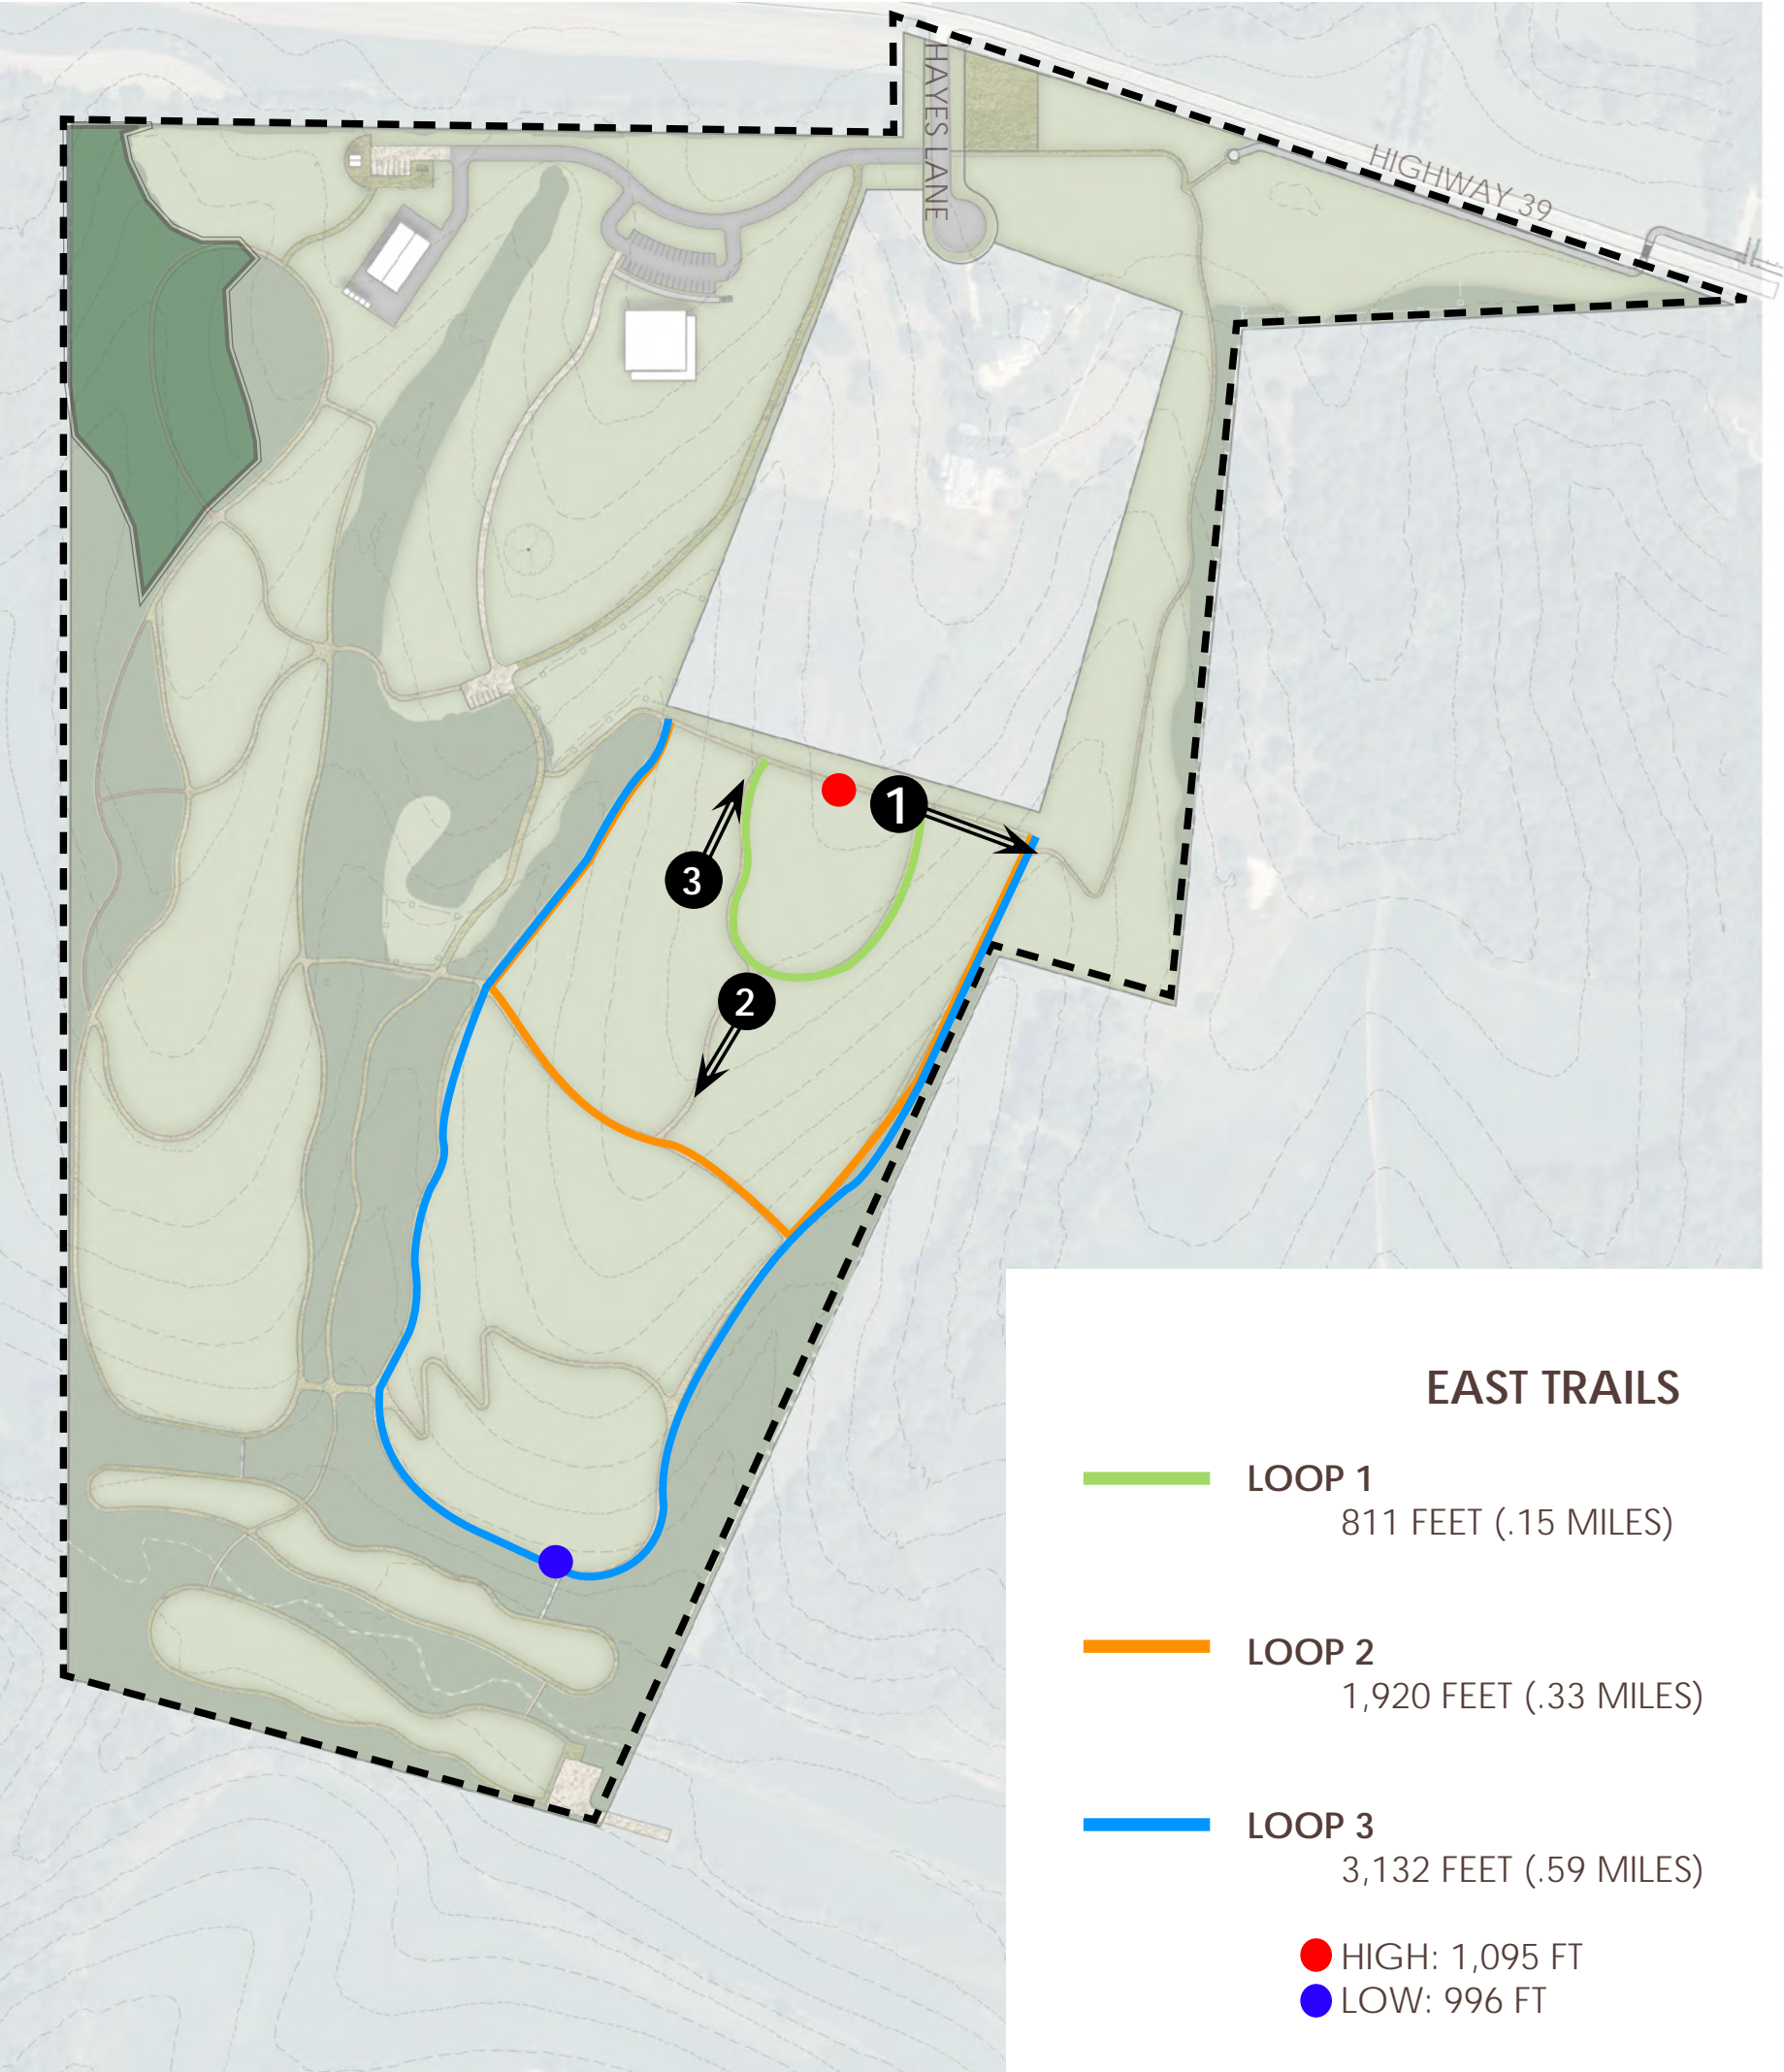 HAYES LANE
HIGHWAY 39
1
3
2
EAST TRAILS
LOOP 1
811 FEET (.15 MILES)
LOOP 2
1,920 FEET (.33 MILES)
LOOP 3
3,132 FEET (.59 MILES)
HIGH: 1,095 FT
LOW: 996 FT